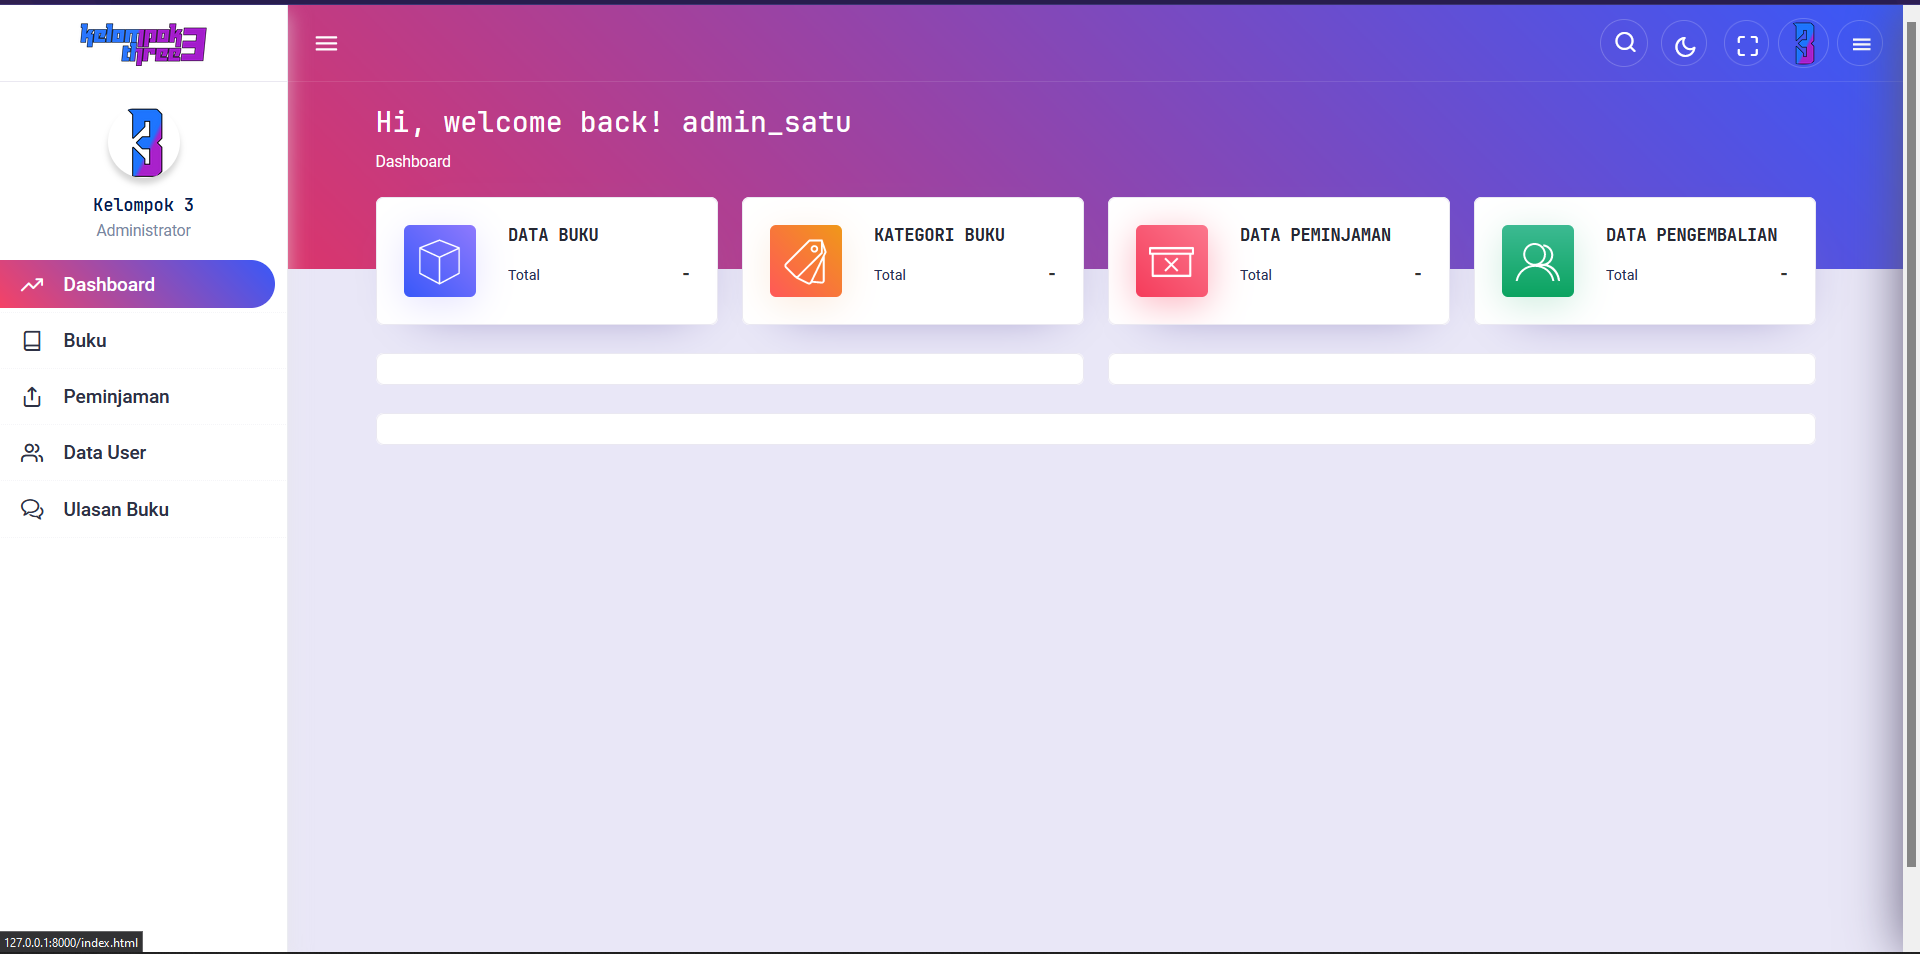 kelompok
three3
Kelompok 3
Administrator
Dashboard
Buku
Peminjaman
Data User
Ulasan Buku
Hi, welcome back! admin_satu
Dashboard
DATA BUKU
Total -
KATEGORI BUKU
Total -
DATA PEMINJAMAN
Total -
DATA PENGEMBALIAN
Total -
127.0.0.1:8000/index.html